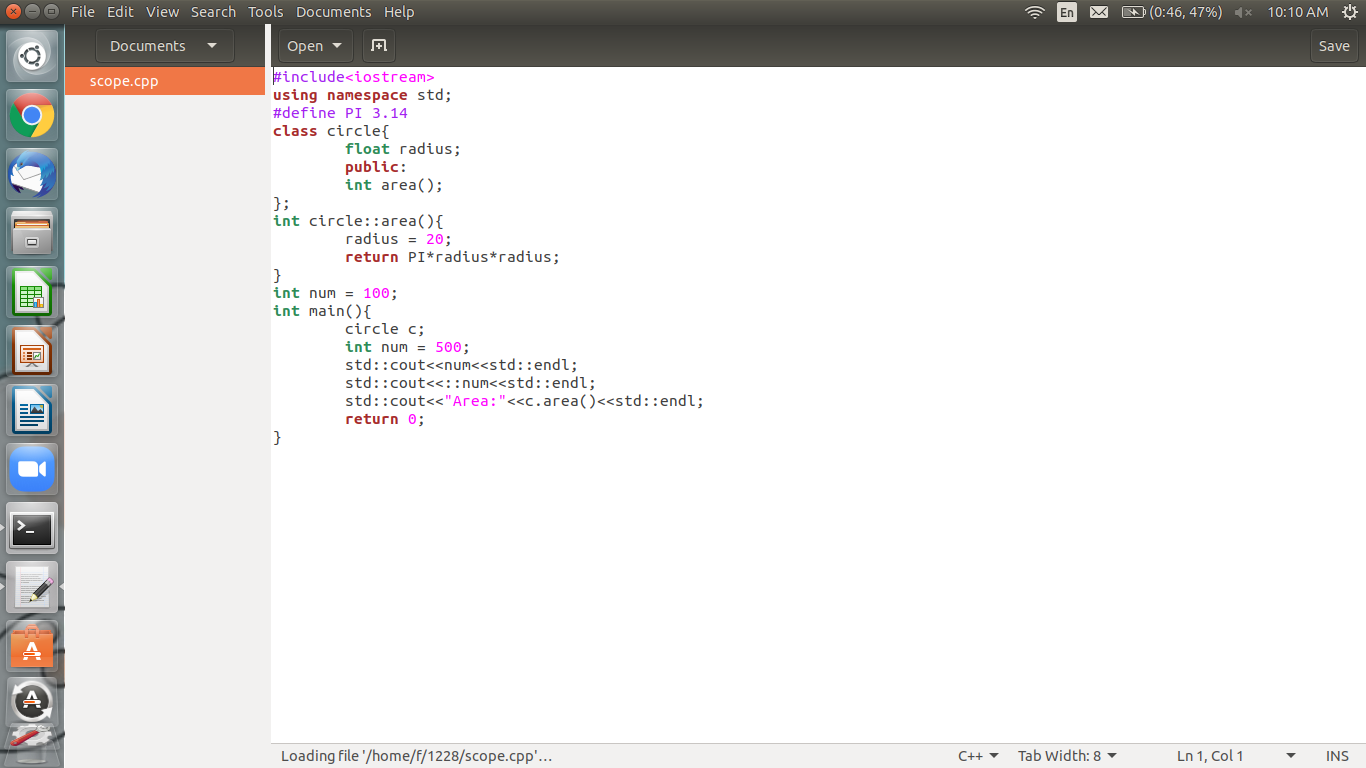 File Edit View Search Tools Documents Help En (0:46, 47%) 10:10 AM
Documents Open Save
scope.cpp
#include<iostream>
using namespace std;
#define PI 3.14
class circle{
float radius;
public:
int area();
};
int circle::area(){
radius = 20;
return PI*radius*radius;
}
int num = 100;
int main(){
circle c;
int num = 500;
std::cout<<num<<std::endl;
std::cout<<::num<<std::endl;
std::cout<<"Area:"<<c.area()<<std::endl;
return 0;
}
Loading file '/home/f/1228/scope.cpp'… C++ Tab Width: 8 Ln 1, Col 1 INS